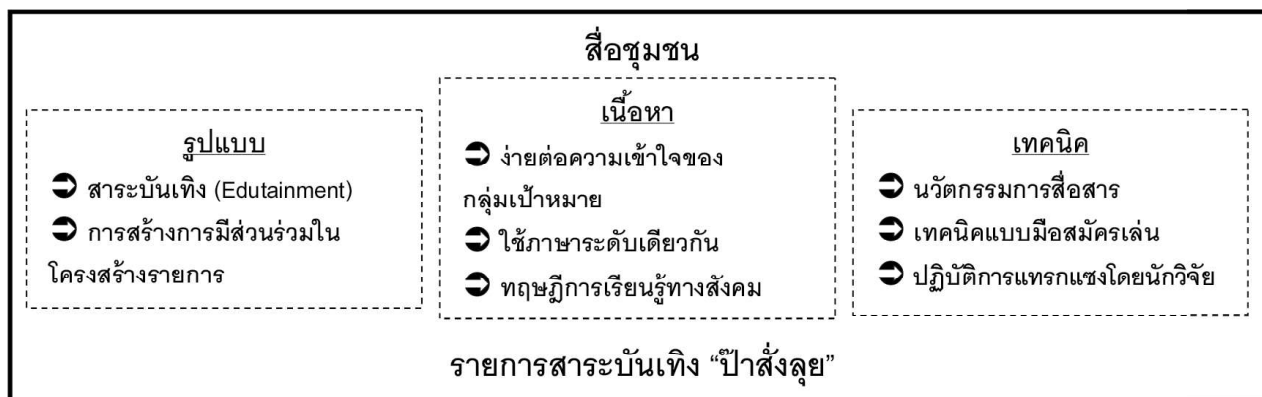 สื่อชุมชน
รูปแบบ
➲ สาระบันเทิง (Edutainment)
➲ การสร้างการมีส่วนร่วมใน
โครงสร้างรายการ
เนื้อหา
➲ ง่ายต่อความเข้าใจของ
กลุ่มเป้าหมาย
➲ ใช้ภาษาระดับเดียวกัน
➲ ทฤษฎีการเรียนรู้ทางสังคม
เทคนิค
➲ นวัตกรรมการสื่อสาร
➲ เทคนิคแบบมือสมัครเล่น
➲ ปฏิบัติการแทรกแซงโดยนักวิจัย
รายการสาระบันเทิง “ป๊าสั่งลุย”